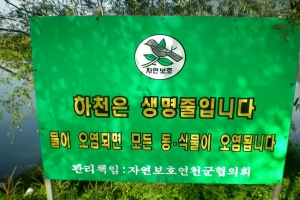 자연보호
하천은 생명줄입니다
물이 오염되면 모든 동·식물이 오염됩니다
관리책임 : 자연보호인천군협의회